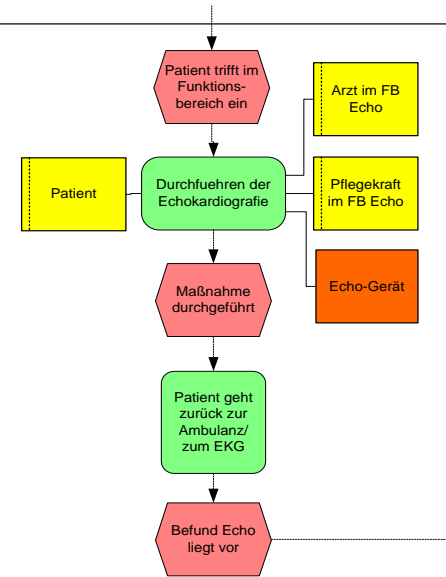 Patient trifft im
Funktions-
bereich ein
Arzt im FB
Echo
Patient
Durchfuehren der
Echokardiografie
Pflegekraft
im FB Echo
Maßnahme
durchgeführt
Echo-Gerät
Patient geht
zurück zur
Ambulanz/
zum EKG
Befund Echo
liegt vor